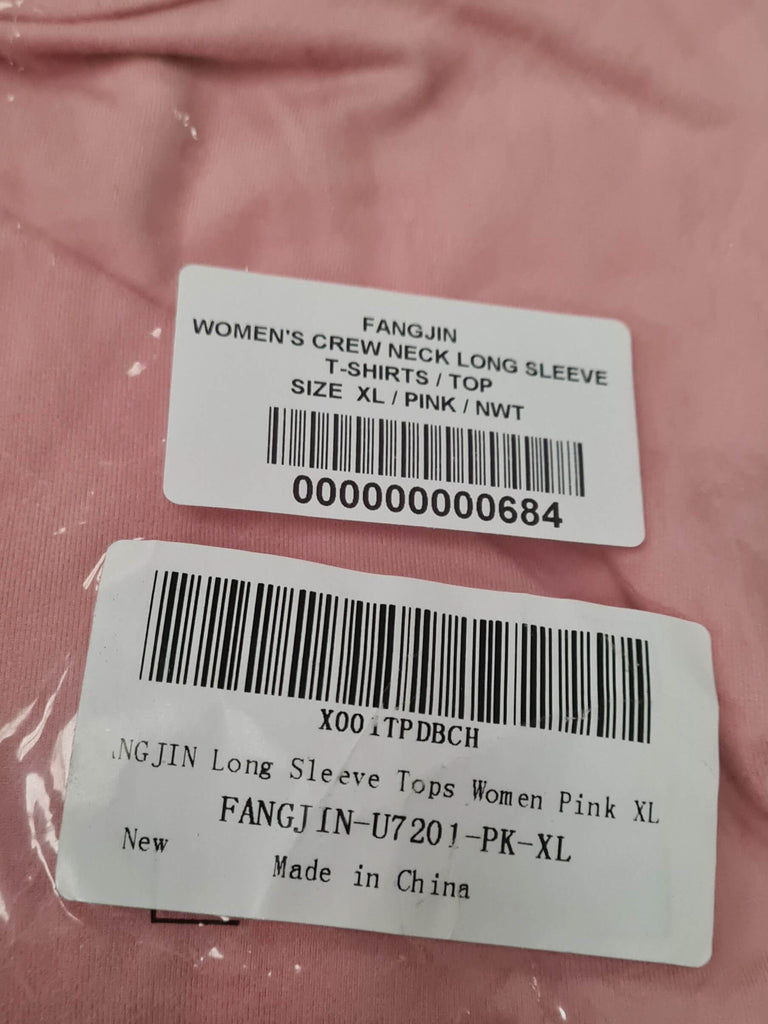 FANGJIN
WOMEN'S CREW NECK LONG SLEEVE
T-SHIRTS / TOP
SIZE XL / PINK / NWT
000000000684
X001TPDBCH
NGJIN Long Sleeve Tops Women Pink XL
FANGJIN-U7201-PK-XL
New
Made in China